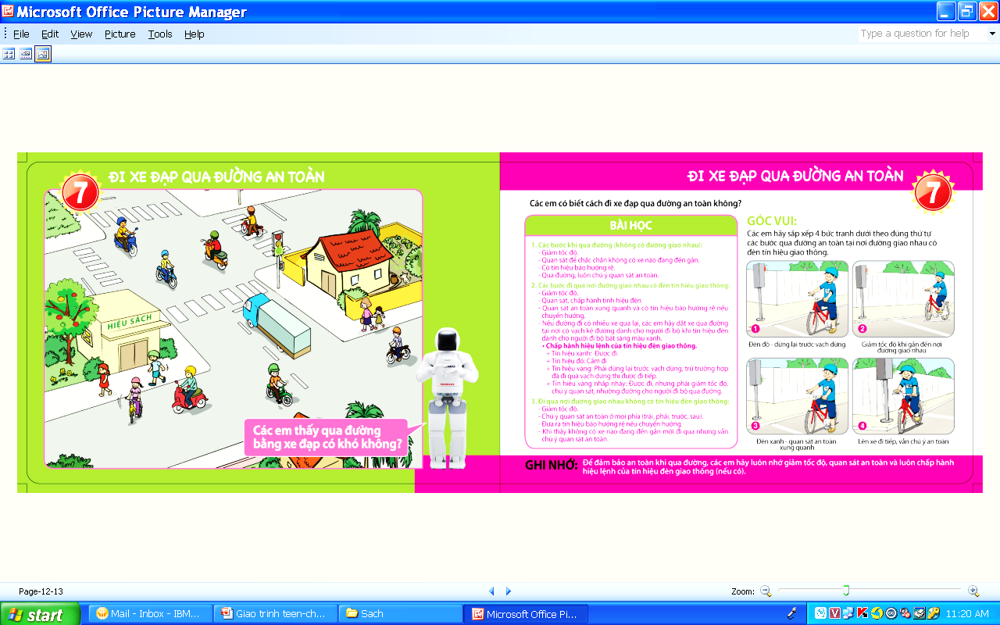 Microsoft Office Picture Manager
File Edit View Picture Tools Help
Type a question for help
7
ĐI XE ĐẠP QUA ĐƯỜNG AN TOÀN
HIỆU SÁCH
HONDA
Các em thấy qua đường
bằng xe đạp có khó không?
ĐI XE ĐẠP QUA ĐƯỜNG AN TOÀN
7
Các em có biết cách đi xe đạp qua đường an toàn không?
BÀI HỌC
1. Các bước khi qua đường (không có đường giao nhau):
- Giảm tốc độ.
- Quan sát để chắc chắn không có xe nào đang đến gần.
- Có tín hiệu báo hướng rẽ.
- Qua đường, luôn chú ý quan sát an toàn.
2. Các bước đi qua nơi đường giao nhau có đèn tín hiệu giao thông:
- Giảm tốc độ.
- Quan sát, chấp hành tính hiệu đèn.
- Quan sát an toàn xung quanh và có tín hiệu báo hướng rẽ nếu
chuyển hướng.
- Nếu đường đi có nhiều xe qua lại, các em hãy dắt xe qua đường
tại nơi có vạch kẻ đường dành cho người đi bộ khi tín hiệu đèn
dành cho người đi bộ bật sáng màu xanh.
• Chấp hành hiệu lệnh của tín hiệu đèn giao thông.
+ Tín hiệu xanh: Được đi.
+ Tín hiệu đỏ: Cấm đi
+ Tín hiệu vàng: Phải dừng lại trước vạch dừng, trừ trường hợp
đã đi quá vạch dừng thì được đi tiếp.
+ Tín hiệu vàng nhấp nháy: Được đi, nhưng phải giảm tốc độ,
chú ý quan sát, nhường đường cho người đi bộ qua đường.
3. Đi qua nơi đường giao nhau không có tín hiệu đèn giao thông:
- Giảm tốc độ.
- Chú ý quan sát an toàn ở mọi phía (trái, phải, trước, sau).
- Đưa ra tín hiệu báo hướng rẽ nếu chuyển hướng.
- Khi thấy không có xe nào đang đến gần mới đi qua nhưng vẫn
chú ý quan sát an toàn.
GÓC VUI:
Các em hãy sắp xếp 4 bức tranh dưới theo đúng thứ tự
các bước qua đường an toàn tại nơi đường giao nhau có
đèn tín hiệu giao thông.
1
Đèn đỏ - dừng lại trước vạch dừng
2
Giảm tốc độ khi gần đến nơi
đường giao nhau
3
Đèn xanh - quan sát an toàn
xung quanh
4
Lên xe đi tiếp, vẫn chú ý an toàn
GHI NHỚ: Để đảm bảo an toàn khi qua đường, các em hãy luôn nhớ giảm tốc độ, quan sát an toàn và luôn chấp hành
hiệu lệnh của tín hiệu đèn giao thông (nếu có).
Page-12-13
Zoom:
start
Mail - Inbox - IBM...
Giao trinh teen-ch...
Sach
Microsoft Office Pi...
11:20 AM